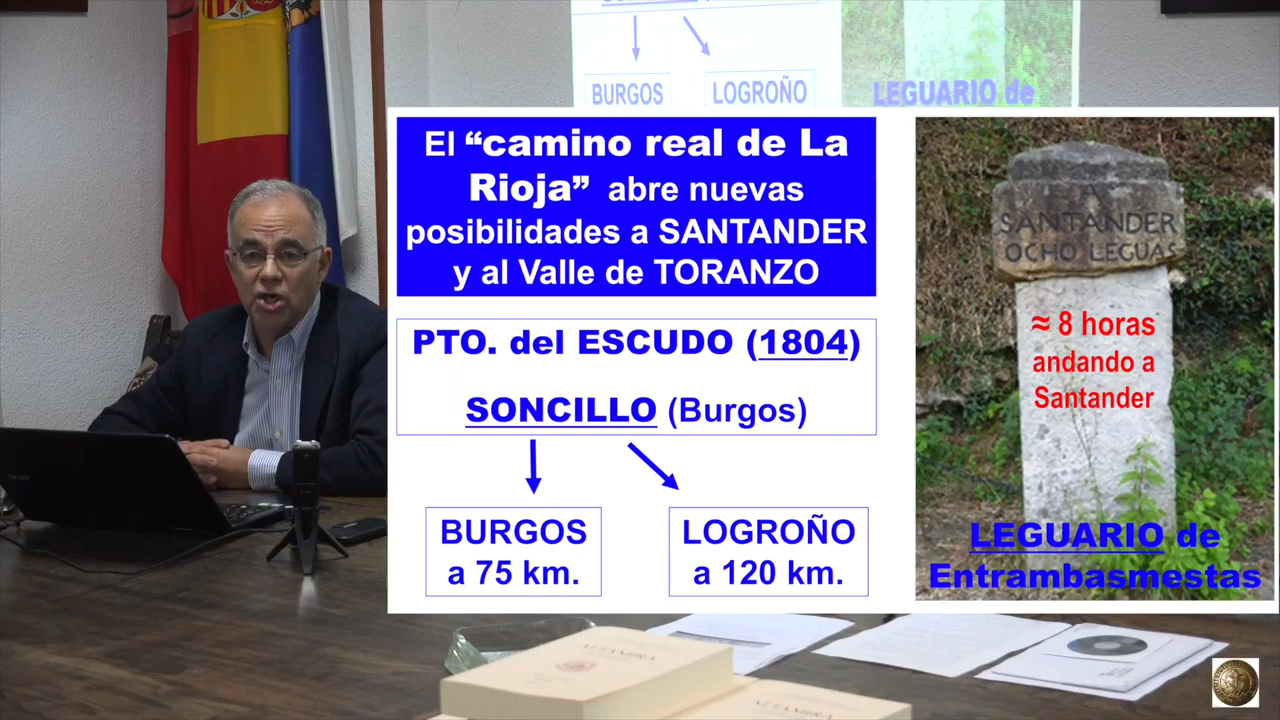 BURGOS
LOGROÑO
LEGUARIO de
El “camino real de La
Rioja” abre nuevas
posibilidades a SANTANDER
y al Valle de TORANZO
PTO. del ESCUDO (1804)
SONCILLO (Burgos)
BURGOS
a 75 km.
LOGROÑO
a 120 km.
A
SANTANDER
OCHO LEGUAS
≈ 8 horas
andando a
Santander
LEGUARIO de
Entrambasmestas
ALTAMIRA
ALTAMIRA